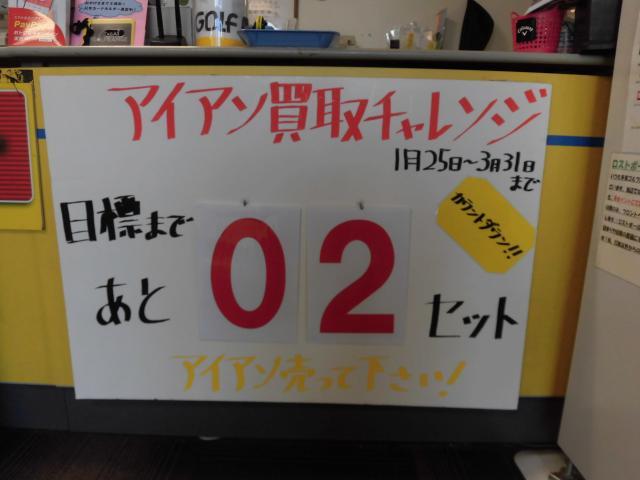 PayPay
GOLF
アイアン買取チャレンジ
1月25日~3月31日
まで
カウントダウン!!
目標まで
あと 02 セット
アイアン売って下さい!